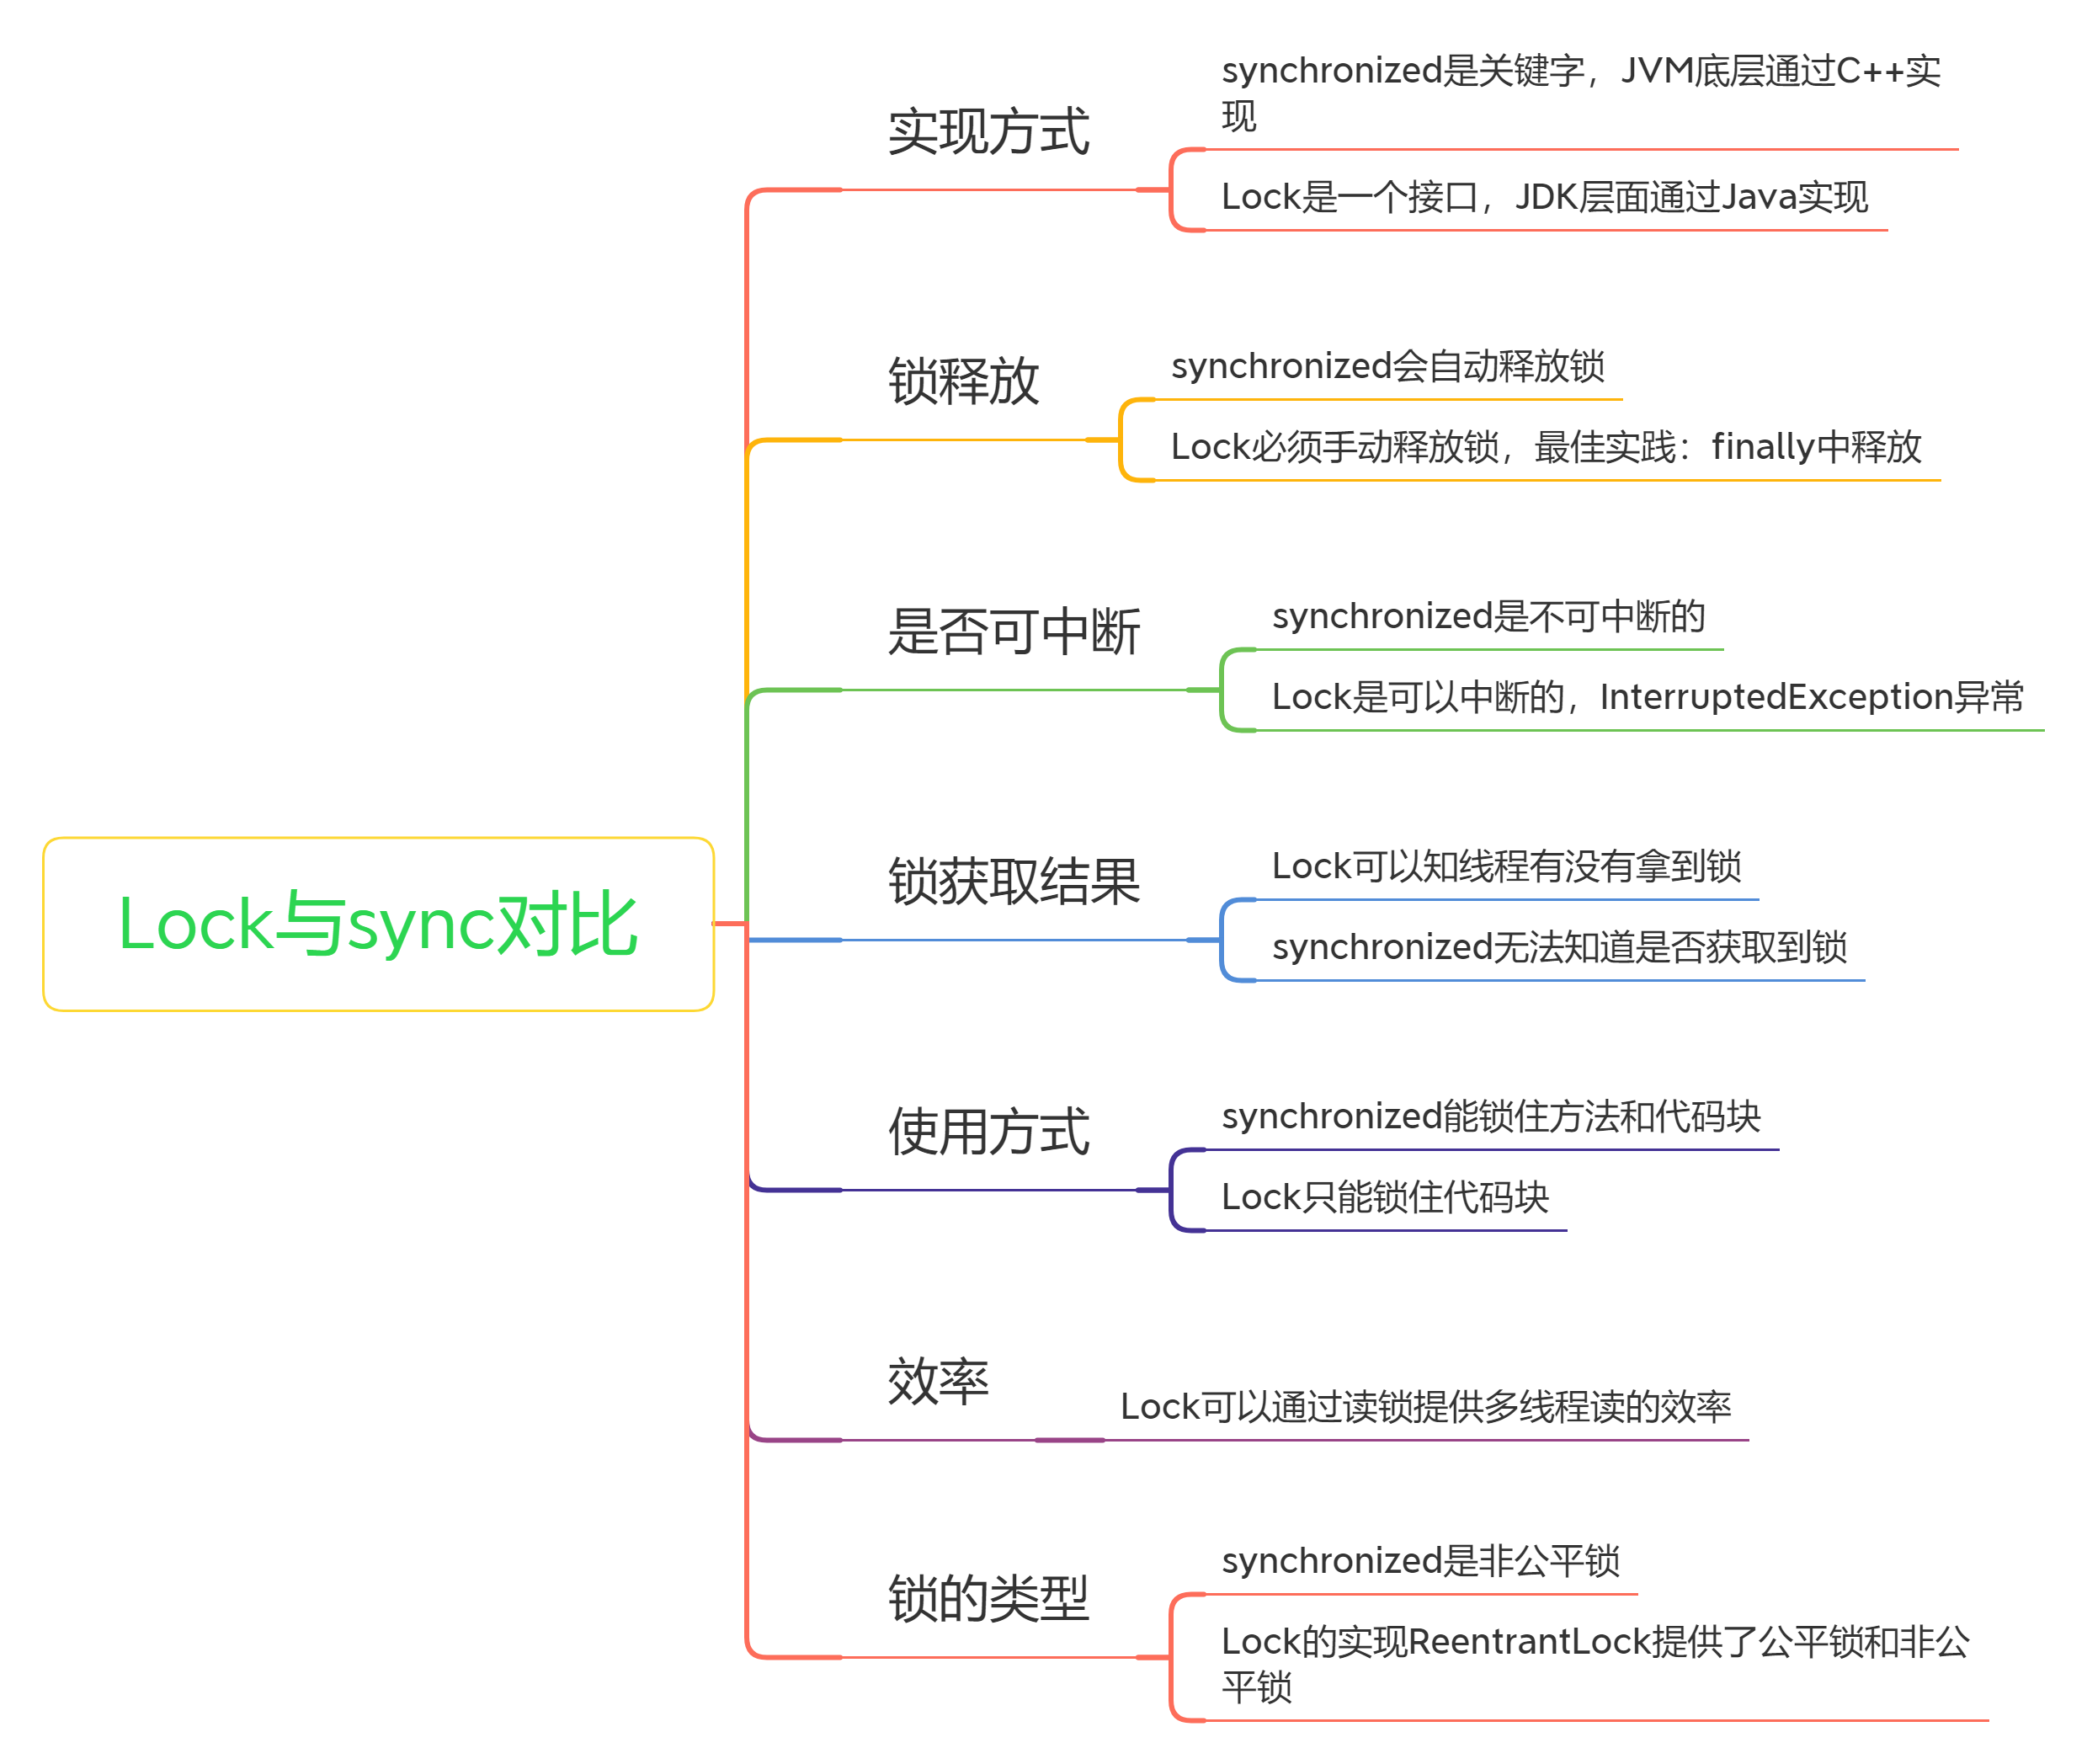 Lock与sync对比
实现方式
synchronized是关键字，JVM底层通过C++实
现
Lock是一个接口，JDK层面通过Java实现
锁释放
synchronized会自动释放锁
Lock必须手动释放锁，最佳实践：finally中释放
是否可中断
synchronized是不可中断的
Lock是可以中断的，InterruptedException异常
锁获取结果
Lock可以知线程有没有拿到锁
synchronized无法知道是否获取到锁
使用方式
synchronized能锁住方法和代码块
Lock只能锁住代码块
效率
Lock可以通过读锁提供多线程读的效率
锁的类型
synchronized是非公平锁
Lock的实现ReentrantLock提供了公平锁和非公
平锁